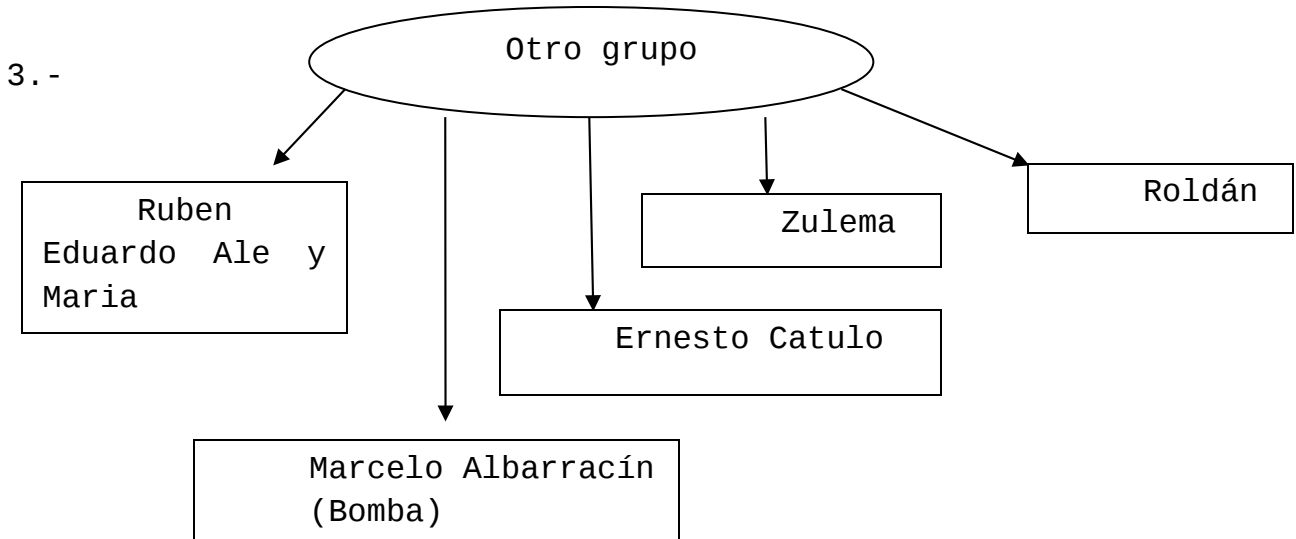 Otro grupo
3.-
Ruben
Eduardo Ale y
Maria
Zulema
Roldán
Ernesto Catulo
Marcelo Albarracín
(Bomba)